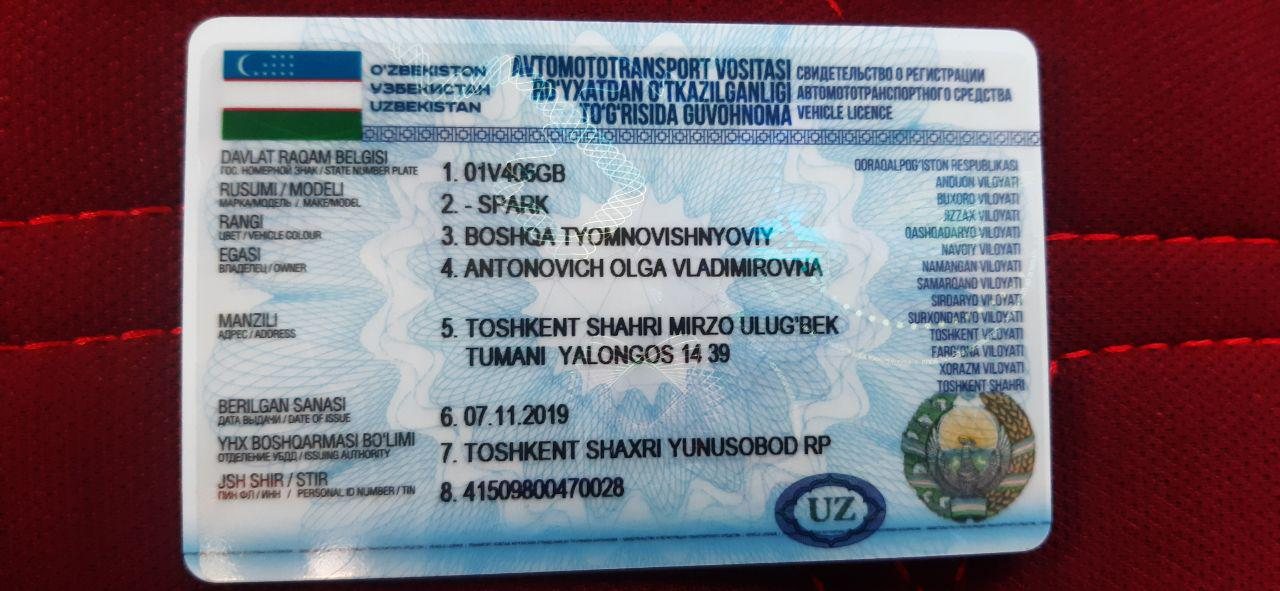 O'ZBEKISTON
УЗБЕКИСТАН
UZBEKISTAN
AVTOMOTOTRANSPORT VOSITASI
RO'YXATDAN O'TKAZILGANLIGI
TO'G'RISIDA GUVOHNOMA
СВИДЕТЕЛЬСТВО О РЕГИСТРАЦИИ
АВТОМОТОТРАНСПОРТНОГО СРЕДСТВА
VEHICLE LICENCE
DAVLAT RAQAM BELGISI
ГОС. НОМЕРНОЙ ЗНАК / STATE NUMBER PLATE
1. 01V406GB
RUSUMI / MODELI
МАРКА/МОДЕЛЬ / MAKE/MODEL
2. - SPARK
RANGI
ЦВЕТ / VEHICLE COLOUR
3. BOSHQA TYOMNOVISHNYOVIY
EGASI
ВЛАДЕЛЕЦ / OWNER
4. ANTONOVICH OLGA VLADIMIROVNA
MANZILI
АДРЕС / ADDRESS
5. TOSHKENT SHAHRI MIRZO ULUG'BEK
TUMANI YALONGOS 14 39
BERILGAN SANASI
ДАТА ВЫДАЧИ / DATE OF ISSUE
6. 07.11.2019
YHX BOSHQARMASI BO'LIMI
ОТДЕЛЕНИЕ УБДД / ISSUING AUTHORITY
7. TOSHKENT SHAXRI YUNUSOBOD RP
JSH SHIR / STIR
ПИН ФЛ / ИНН / PERSONAL ID NUMBER / TIN
8. 41509800470028
QORAQALPOG'ISTON RESPUBLIKASI
ANDIJON VILOYATI
BUXORO VILOYATI
JIZZAX VILOYATI
QASHQADARYO VILOYATI
NAVOIY VILOYATI
NAMANGAN VILOYATI
SAMARQAND VILOYATI
SIRDARYO VILOYATI
SURXONDARYO VILOYATI
TOSHKENT VILOYATI
FARG'ONA VILOYATI
XORAZM VILOYATI
TOSHKENT SHAHRI
UZ